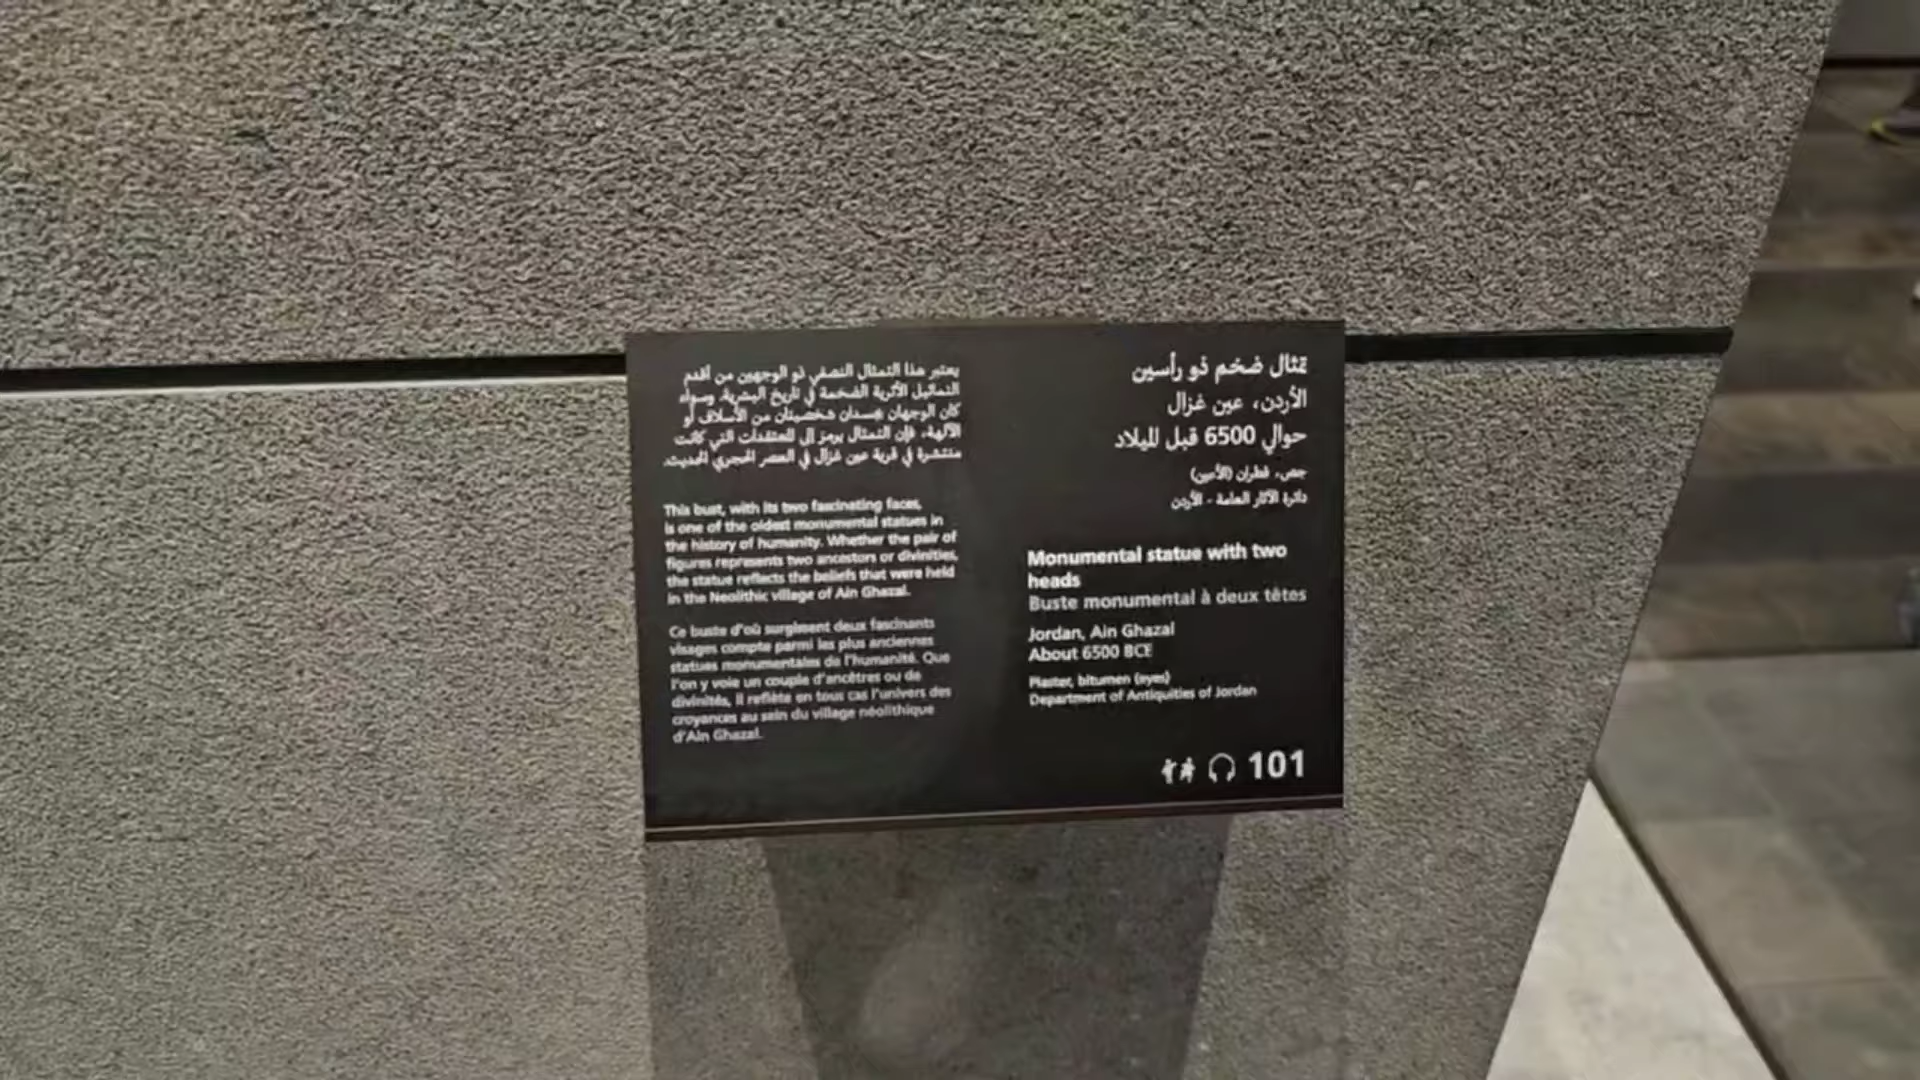 تمثال ضخم ذو رأسين
الأردن، عين غزال
حوالي 6500 قبل الميلاد
جص، قطران (الأعين)
دائرة الآثار العامة - الأردن
Monumental statue with two
heads
Buste monumental à deux têtes
Jordan, Ain Ghazal
About 6500 BCE
Plaster, bitumen (eyes)
Department of Antiquities of Jordan
101
يعتبر هذا التمثال النصفي ذو الوجهين من أقدم
التماثيل الأثرية الضخمة في تاريخ البشرية. وسواء
كان الوجهان يجسدان شخصيتان من الأسلاف أو
الآلهة، فإن التمثال يرمز إلى المعتقدات التي كانت
منتشرة في قرية عين غزال في العصر الحجري الحديث.
This bust, with its two fascinating faces,
is one of the oldest monumental statues in
the history of humanity. Whether the pair of
figures represents two ancestors or divinities,
the statue reflects the beliefs that were held
in the Neolithic village of Ain Ghazal.
Ce buste d'où surgissent deux fascinants
visages compte parmi les plus anciennes
statues monumentales de l'humanité. Que
l'on y voie un couple d'ancêtres ou de
divinités, il reflète en tous cas l'univers des
croyances au sein du village néolithique
d'Ain Ghazal.